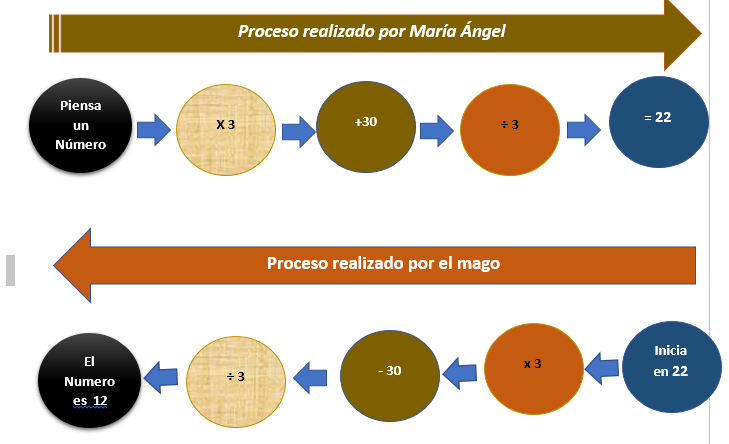 Proceso realizado por María Ángel
Piensa
un
Número
X 3
+30
÷ 3
= 22
Proceso realizado por el mago
El
Numero
es 12
÷ 3
- 30
x 3
Inicia
en 22